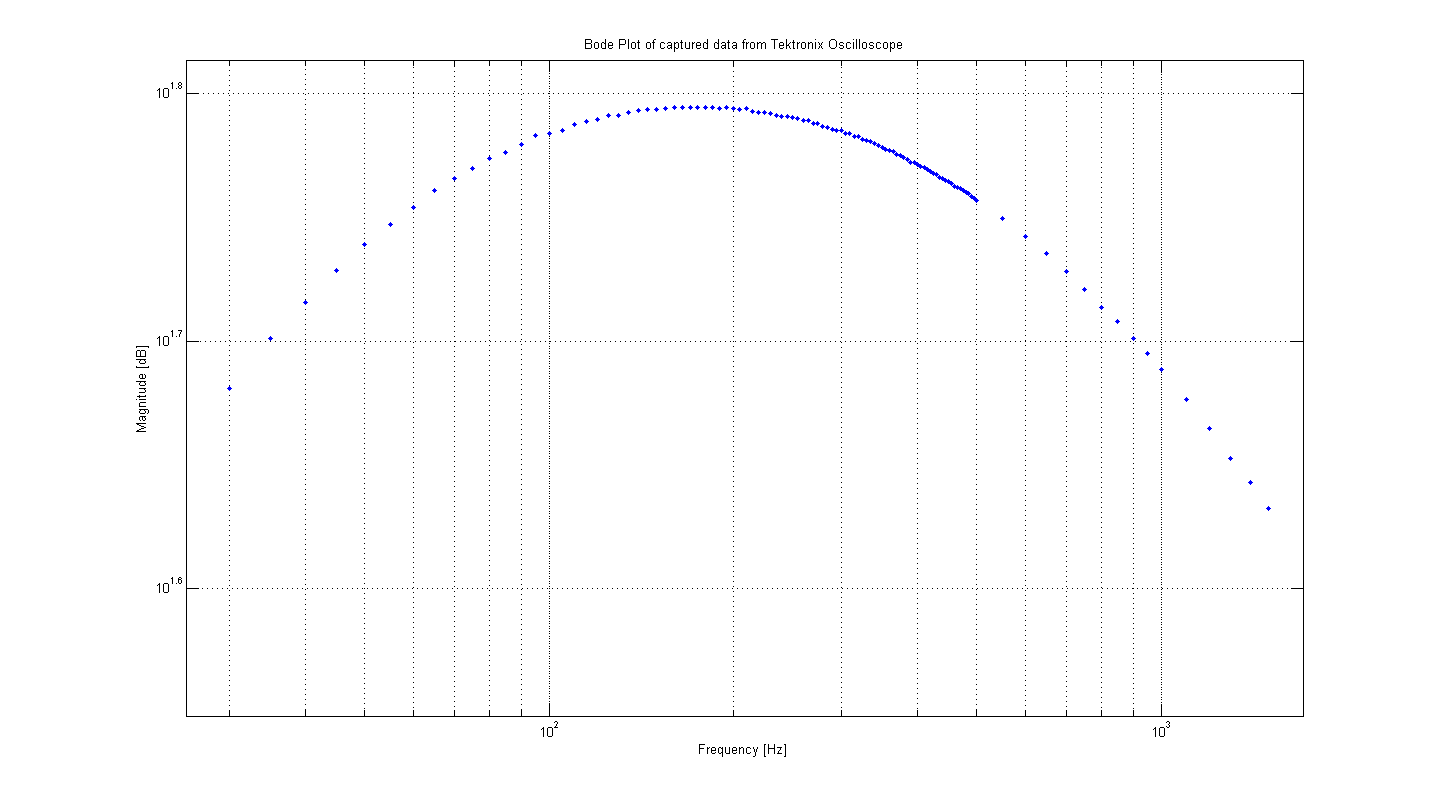 Bode Plot of captured data from Tektronix Oscilloscope
10^1.8
10^1.7
Magnitude [dB]
10^1.6
10^2
10^3
Frequency [Hz]